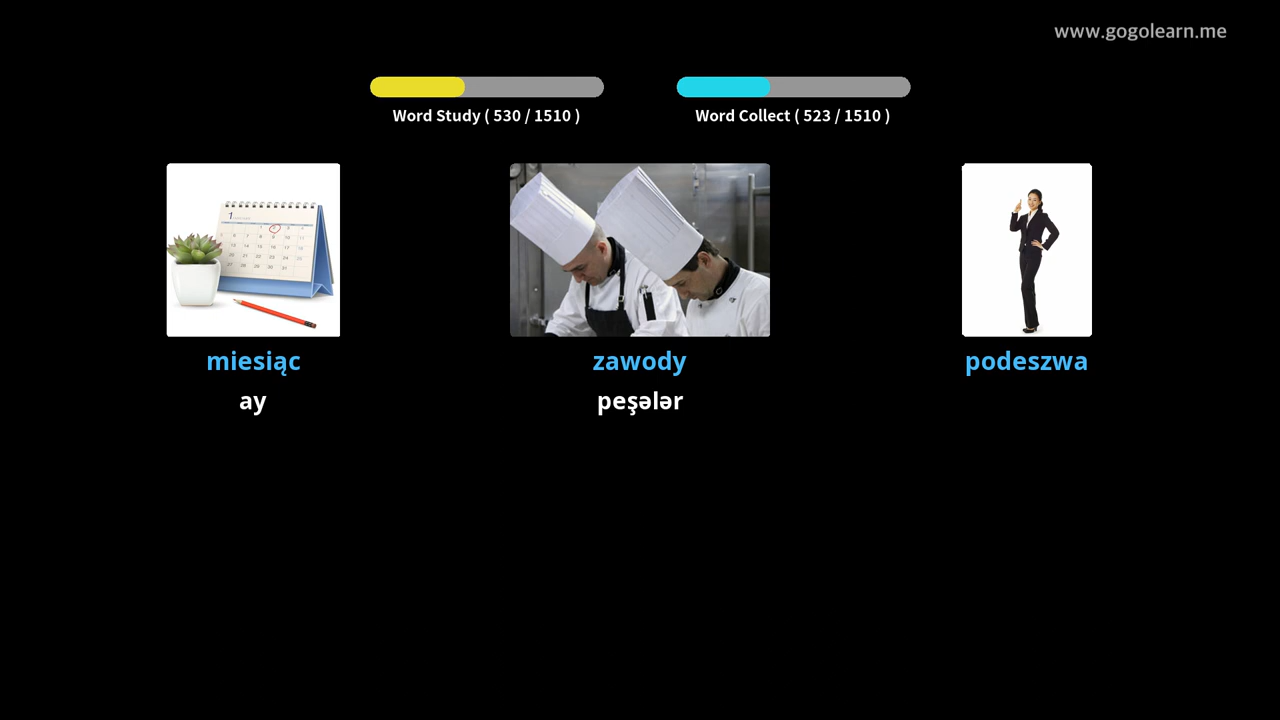 www.gogolearn.me
Word Study ( 530 / 1510 )
Word Collect ( 523 / 1510 )
miesiąc
zawody
podeszwa
ay
peşələr